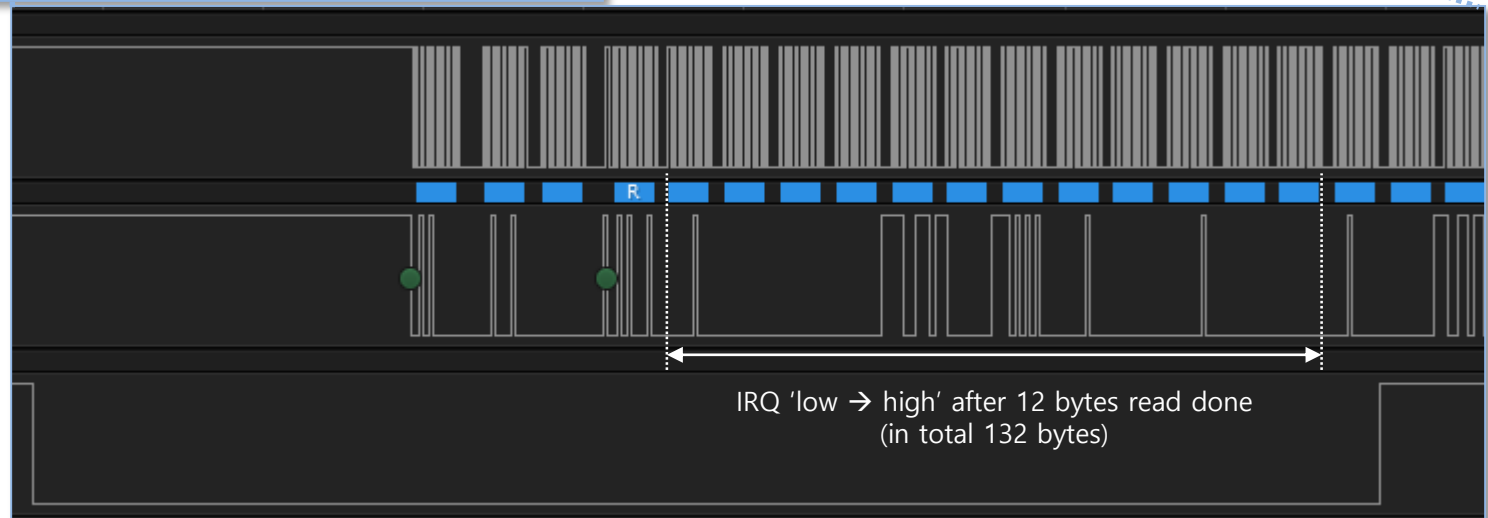 R
IRQ ‘low → high’ after 12 bytes read done
(in total 132 bytes)